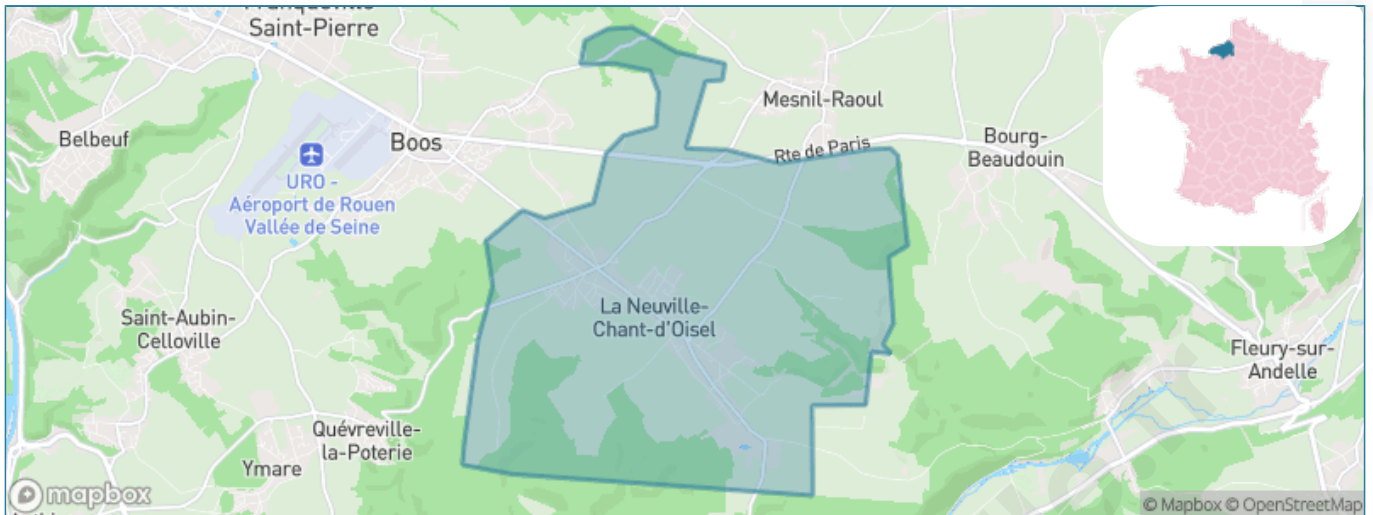 Saint-Pierre
Belbeuf
Boos
URO -
Aéroport de Rouen
Vallée de Seine
Mesnil-Raoul
Rte de Paris
Bourg-
Beaudouin
La Neuville-
Chant-d'Oisel
Saint-Aubin-
Celloville
Fleury-sur-
Andelle
Quévreville-
la-Poterie
Ymare
mapbox
© Mapbox © OpenStreetMap